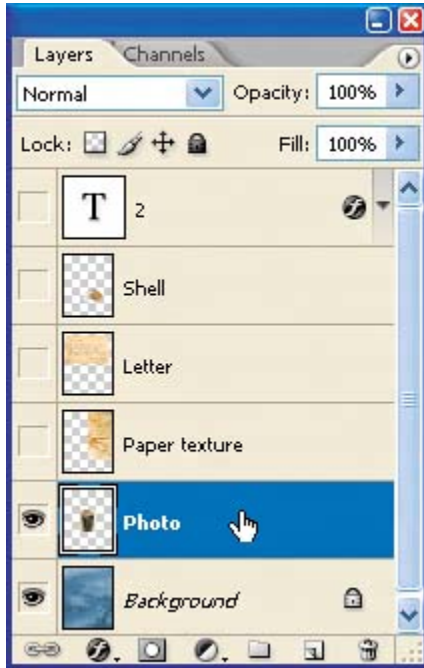 Layers Channels
Normal Opacity: 100%
Lock: Fill: 100%
T 2
Shell
Letter
Paper texture
Photo
Background